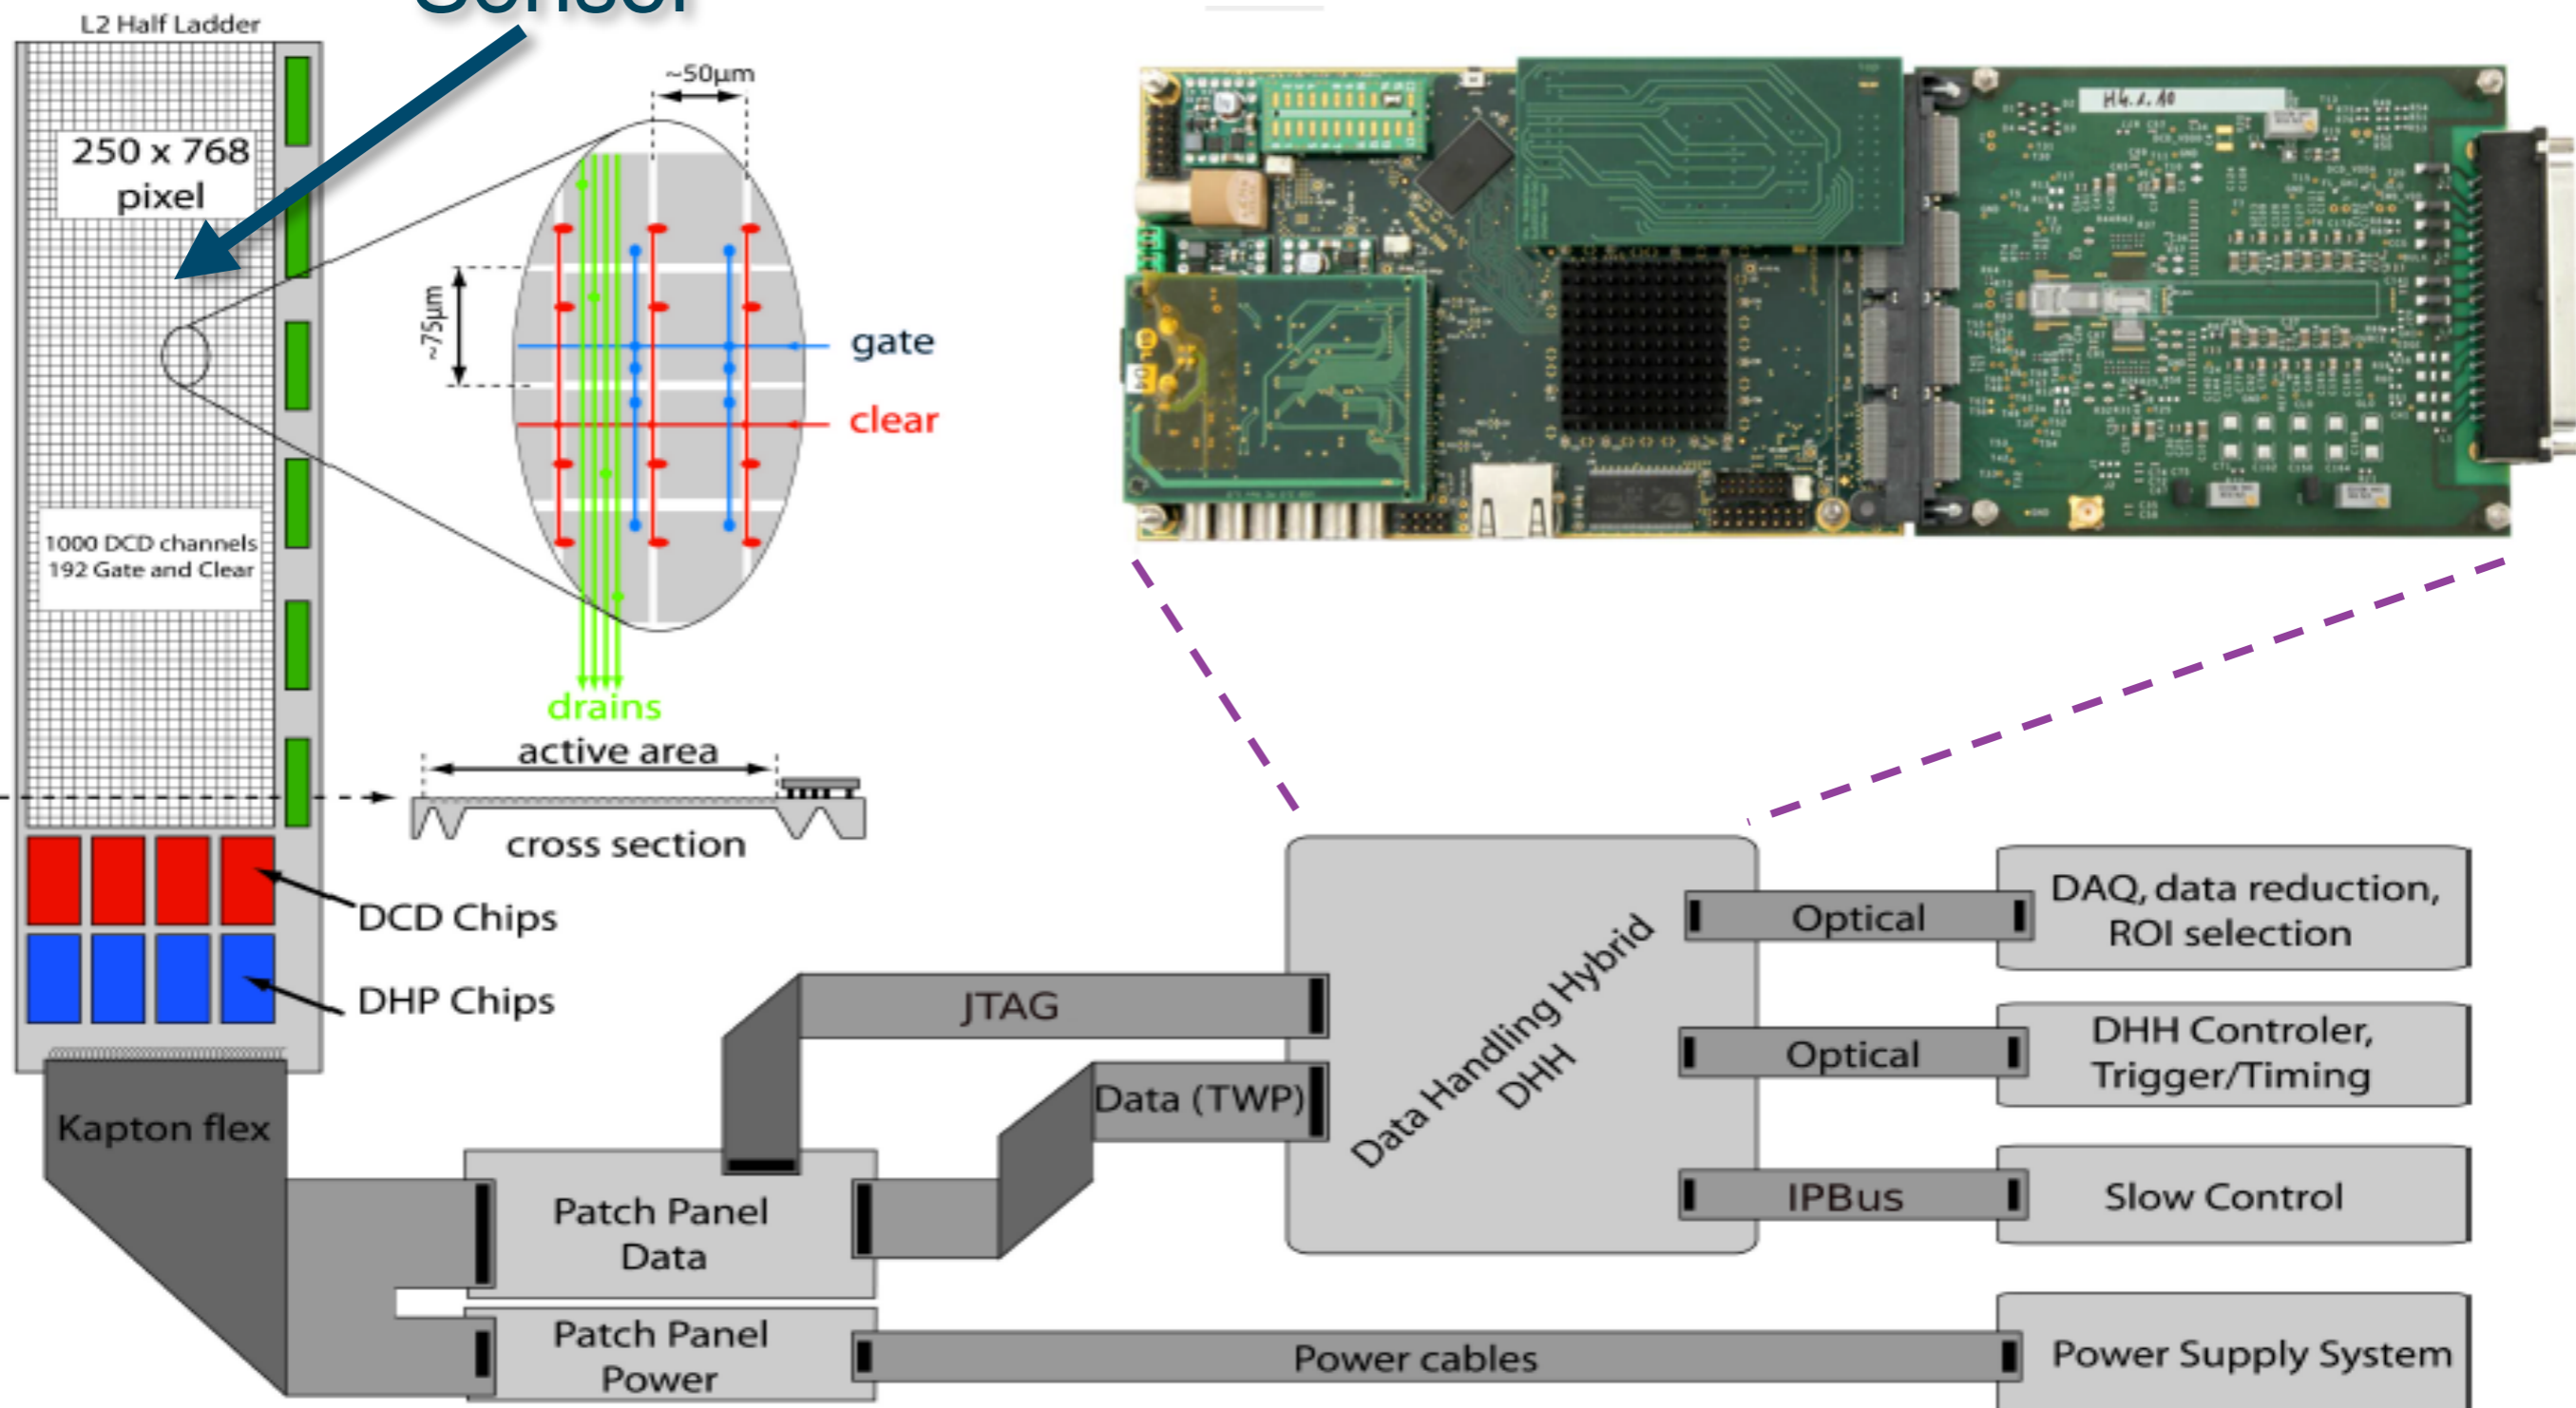 Sensor
L2 Half Ladder
250 x 768
pixel
1000 DCD channels
192 Gate and Clear
~50µm
~75µm
gate
clear
drains
active area
cross section
DCD Chips
DHP Chips
Kapton flex
H4.1.10
JTAG
Data (TWP)
Patch Panel
Data
Patch Panel
Power
Data Handling Hybrid
DHH
Optical
DAQ, data reduction,
ROI selection
Optical
DHH Controler,
Trigger/Timing
IPBus
Slow Control
Power cables
Power Supply System